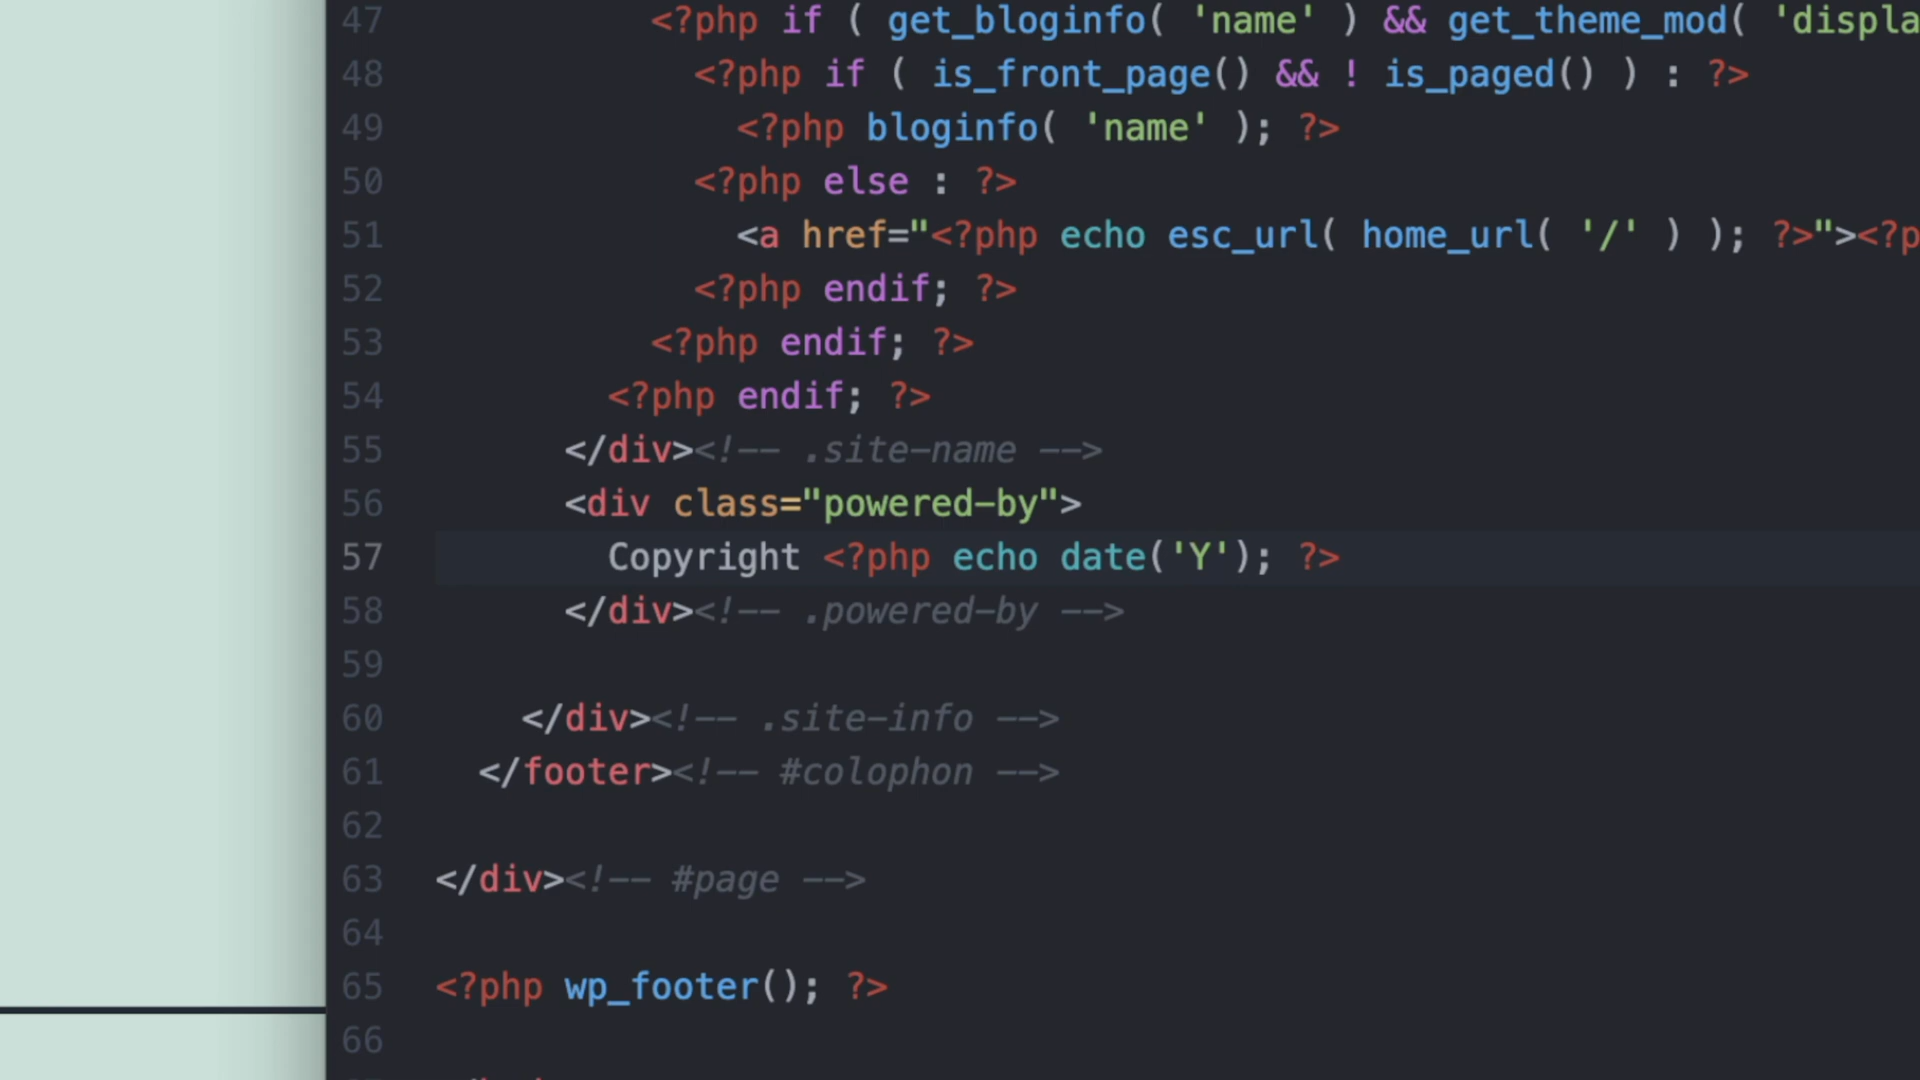 47 <?php if ( get_bloginfo( 'name' ) && get_theme_mod( 'displa
48 <?php if ( is_front_page() && ! is_paged() ) : ?>
49 <?php bloginfo( 'name' ); ?>
50 <?php else : ?>
51 <a href="<?php echo esc_url( home_url( '/' ) ); ?>"><?p
52 <?php endif; ?>
53 <?php endif; ?>
54 <?php endif; ?>
55 </div><!-- .site-name -->
56 <div class="powered-by">
57 Copyright <?php echo date('Y'); ?>
58 </div><!-- .powered-by -->
59
60 </div><!-- .site-info -->
61 </footer><!-- #colophon -->
62
63 </div><!-- #page -->
64
65 <?php wp_footer(); ?>
66